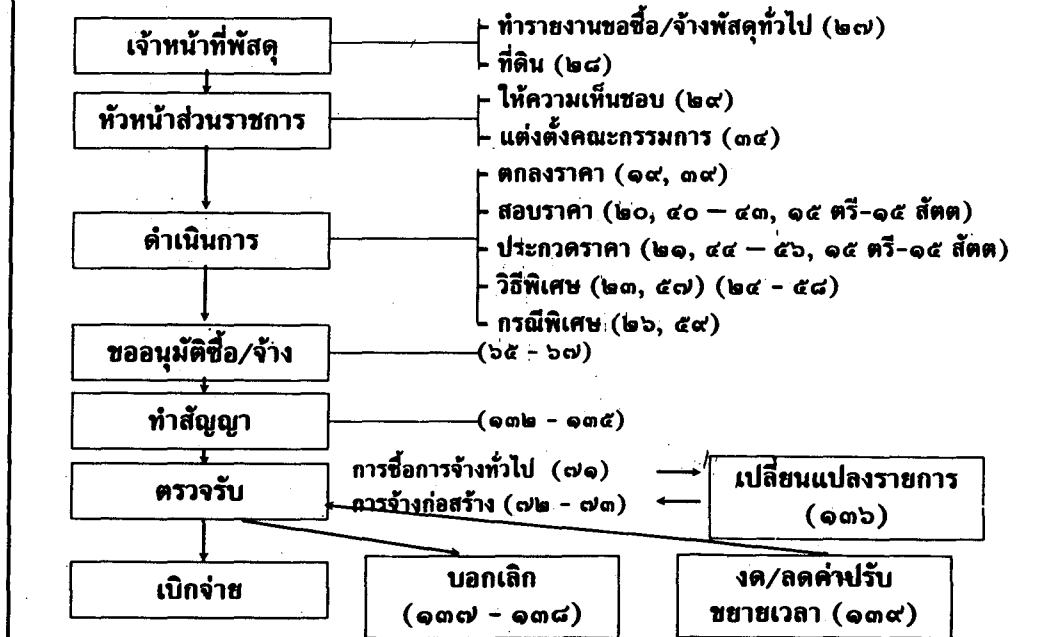 เจ้าหน้าที่พัสดุ
- ทำรายงานขอซื้อ/จ้างพัสดุทั่วไป (๒๗)
- ที่ดิน (๒๘)
หัวหน้าส่วนราชการ
- ให้ความเห็นชอบ (๒๙)
- แต่งตั้งคณะกรรมการ (๓๔)
ดำเนินการ
- ตกลงราคา (๑๙, ๓๙)
- สอบราคา (๒๐, ๔๐ – ๔๓, ๑๕ ตรี-๑๕ สัตต)
- ประกวดราคา (๒๑, ๔๔ – ๕๖, ๑๕ ตรี-๑๕ สัตต)
- วิธีพิเศษ (๒๓, ๕๗) (๒๔ - ๕๘)
- กรณีพิเศษ (๒๖, ๕๙)
ขออนุมัติซื้อ/จ้าง
(๖๕ - ๖๗)
ทำสัญญา
(๑๓๒ - ๑๓๕)
ตรวจรับ
การซื้อการจ้างทั่วไป (๗๑)
การจ้างก่อสร้าง (๗๒ - ๗๓)
เปลี่ยนแปลงรายการ
(๑๓๖)
เบิกจ่าย
บอกเลิก
(๑๓๗ - ๑๓๘)
งด/ลดค่าปรับ
ขยายเวลา (๑๓๙)